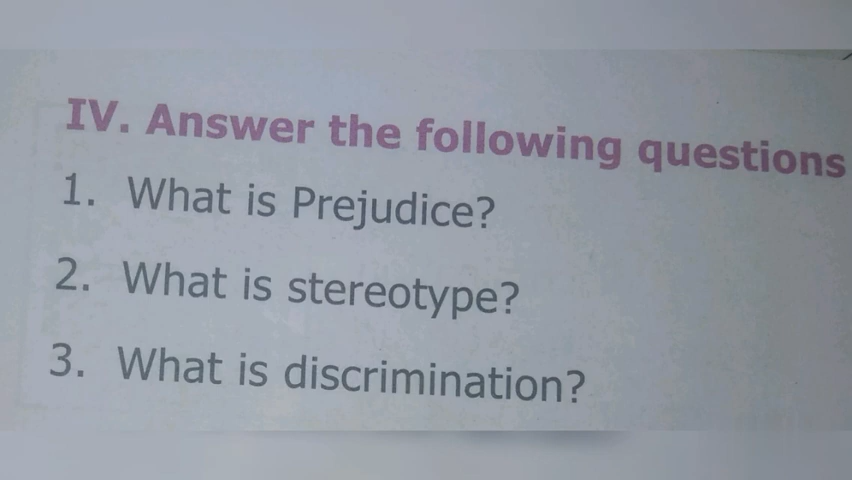 IV. Answer the following questions
1. What is Prejudice?
2. What is stereotype?
3. What is discrimination?